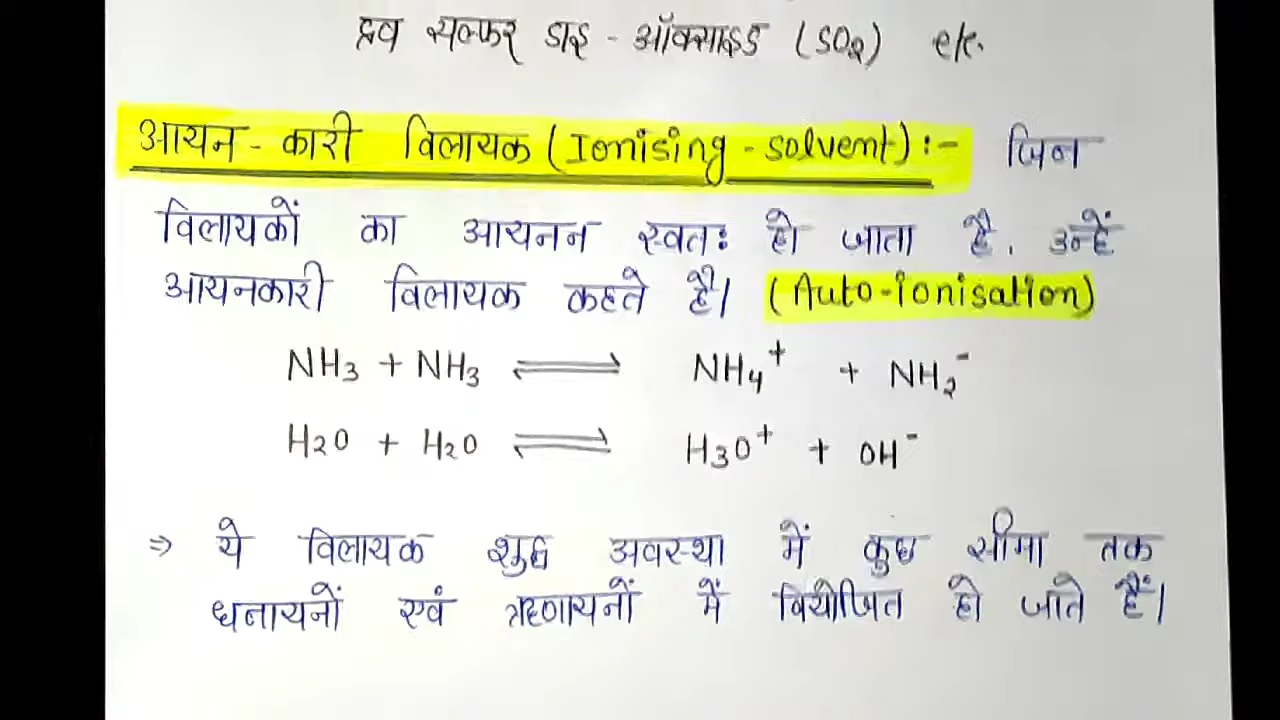 द्रव सल्फर डाइ - ऑक्साइड (SO₂) etc.
आयन - कारी विलायक (Ionising - solvent) :- जिन
विलायकों का आयनन स्वतः हो जाता है. उन्हें
आयनकारी विलायक कहते हैं। (Auto-ionisation)
NH₃ + NH₃ ⇌ NH₄⁺ + NH₂⁻
H₂O + H₂O ⇌ H₃O⁺ + OH⁻
⇒ ये विलायक शुद्ध अवस्था में कुछ सीमा तक
धनायनों एवं ऋणायनों में वियोजित हो जाते हैं।